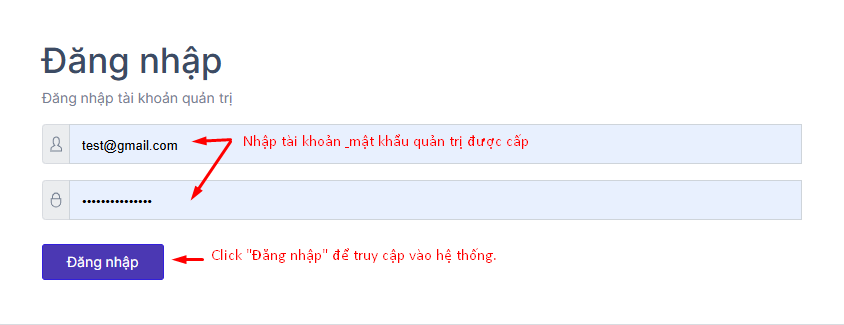 Đăng nhập
Đăng nhập tài khoản quản trị
test@gmail.com
Nhập tài khoản _mật khẩu quản trị được cấp
•••••••••••••••
Đăng nhập
Click "Đăng nhập" để truy cập vào hệ thống.